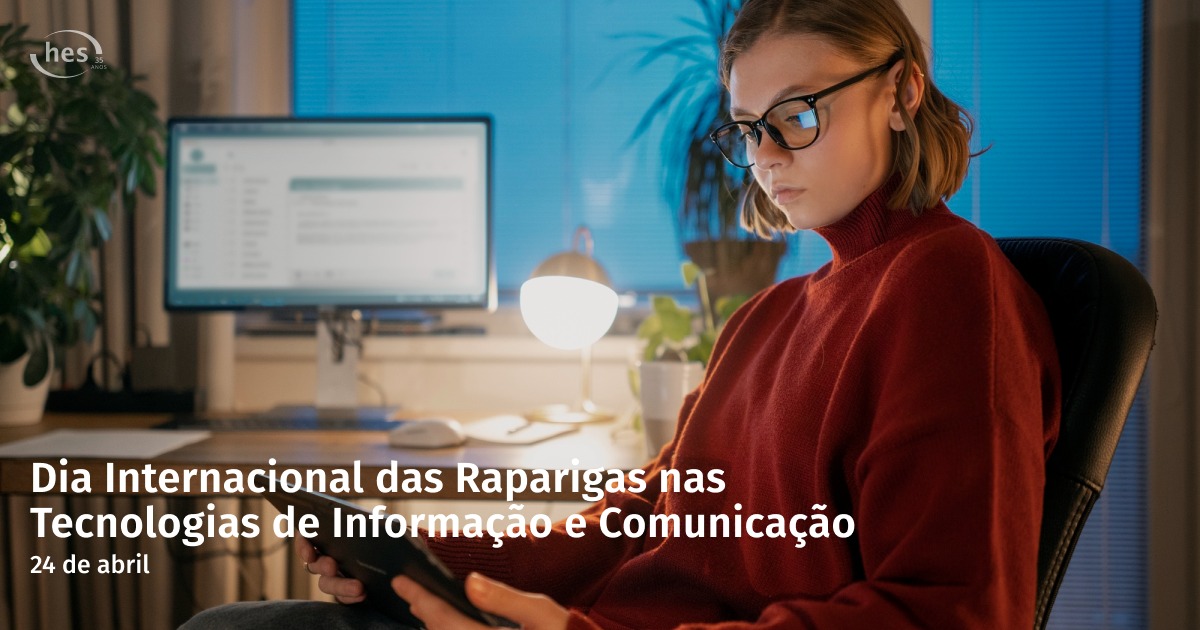 hes
35
ANOS
Dia Internacional das Raparigas nas
Tecnologias de Informação e Comunicação
24 de abril